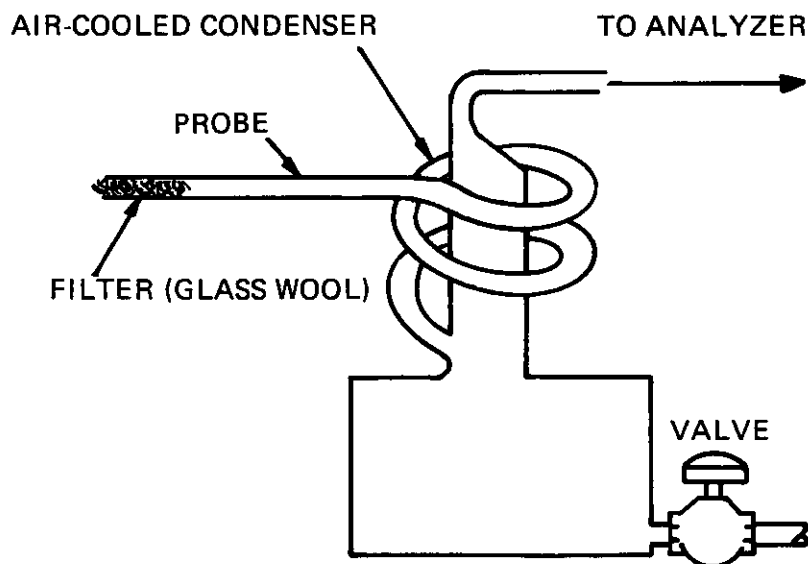 AIR-COOLED CONDENSER
TO ANALYZER
PROBE
FILTER (GLASS WOOL)
VALVE